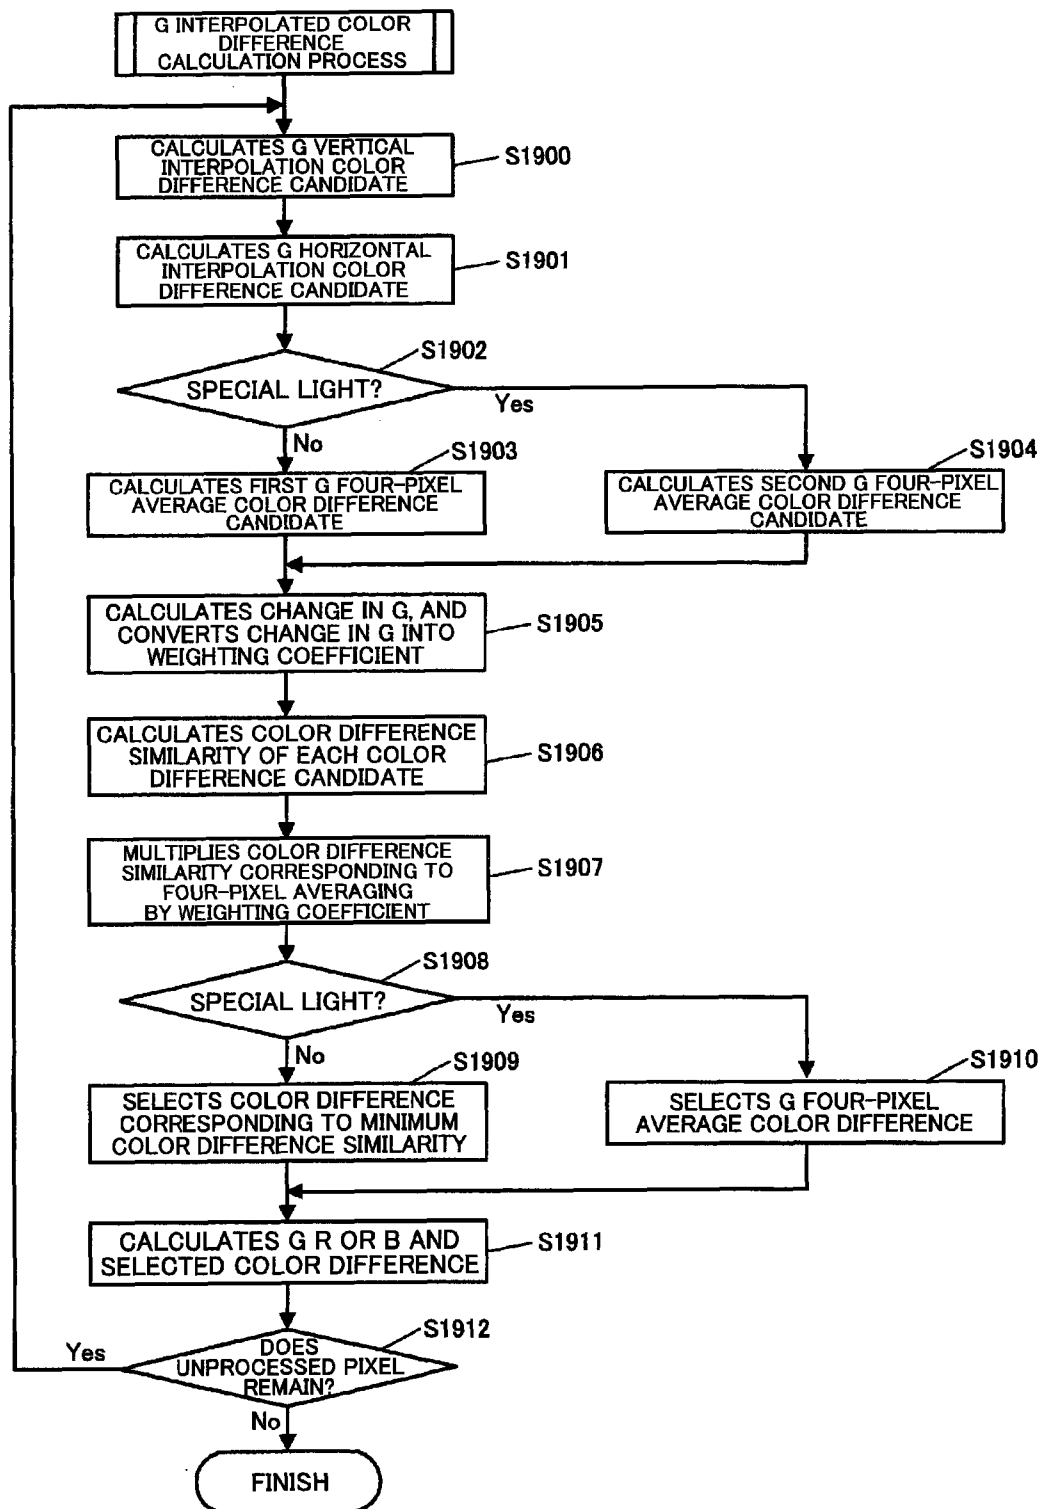 G INTERPOLATED COLOR
DIFFERENCE
CALCULATION PROCESS
CALCULATES G VERTICAL
INTERPOLATION COLOR
DIFFERENCE CANDIDATE
S1900
CALCULATES G HORIZONTAL
INTERPOLATION COLOR
DIFFERENCE CANDIDATE
S1901
S1902
SPECIAL LIGHT?
Yes
No
S1903
CALCULATES FIRST G FOUR-PIXEL
AVERAGE COLOR DIFFERENCE
CANDIDATE
S1904
CALCULATES SECOND G FOUR-PIXEL
AVERAGE COLOR DIFFERENCE
CANDIDATE
CALCULATES CHANGE IN G, AND
CONVERTS CHANGE IN G INTO
WEIGHTING COEFFICIENT
S1905
CALCULATES COLOR DIFFERENCE
SIMILARITY OF EACH COLOR
DIFFERENCE CANDIDATE
S1906
MULTIPLIES COLOR DIFFERENCE
SIMILARITY CORRESPONDING TO
FOUR-PIXEL AVERAGING
BY WEIGHTING COEFFICIENT
S1907
S1908
SPECIAL LIGHT?
Yes
No
S1909
SELECTS COLOR DIFFERENCE
CORRESPONDING TO MINIMUM
COLOR DIFFERENCE SIMILARITY
S1910
SELECTS G FOUR-PIXEL
AVERAGE COLOR DIFFERENCE
CALCULATES G R OR B AND
SELECTED COLOR DIFFERENCE
S1911
S1912
DOES
UNPROCESSED PIXEL
REMAIN?
Yes
No
FINISH